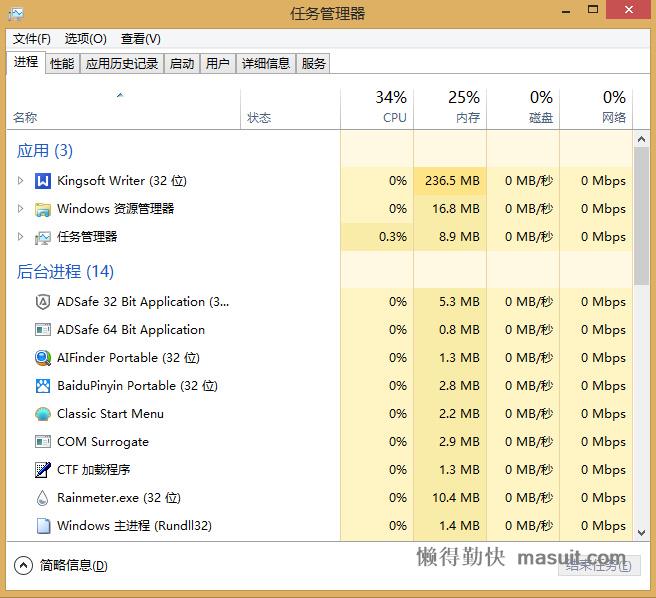 任务管理器
文件(F) 选项(O) 查看(V)
进程 性能 应用历史记录 启动 用户 详细信息 服务
34% 25% 0% 0%
名称 状态 CPU 内存 磁盘 网络
应用 (3)
Kingsoft Writer (32 位) 0% 236.5 MB 0 MB/秒 0 Mbps
Windows 资源管理器 0% 16.8 MB 0 MB/秒 0 Mbps
任务管理器 0.3% 8.9 MB 0 MB/秒 0 Mbps
后台进程 (14)
ADSafe 32 Bit Application (3... 0% 5.3 MB 0 MB/秒 0 Mbps
ADSafe 64 Bit Application 0% 0.8 MB 0 MB/秒 0 Mbps
AIFinder Portable (32 位) 0% 1.3 MB 0 MB/秒 0 Mbps
BaiduPinyin Portable (32 位) 0% 2.8 MB 0 MB/秒 0 Mbps
Classic Start Menu 0% 2.2 MB 0 MB/秒 0 Mbps
COM Surrogate 0% 2.9 MB 0 MB/秒 0 Mbps
CTF 加载程序 0% 1.3 MB 0 MB/秒 0 Mbps
Rainmeter.exe (32 位) 0% 10.4 MB 0 MB/秒 0 Mbps
Windows 主进程 (Rundll32) 0% 1.4 MB 0 MB/秒 0 Mbps
懒得勤快 masuit.com
简略信息(D) 结束任务(E)